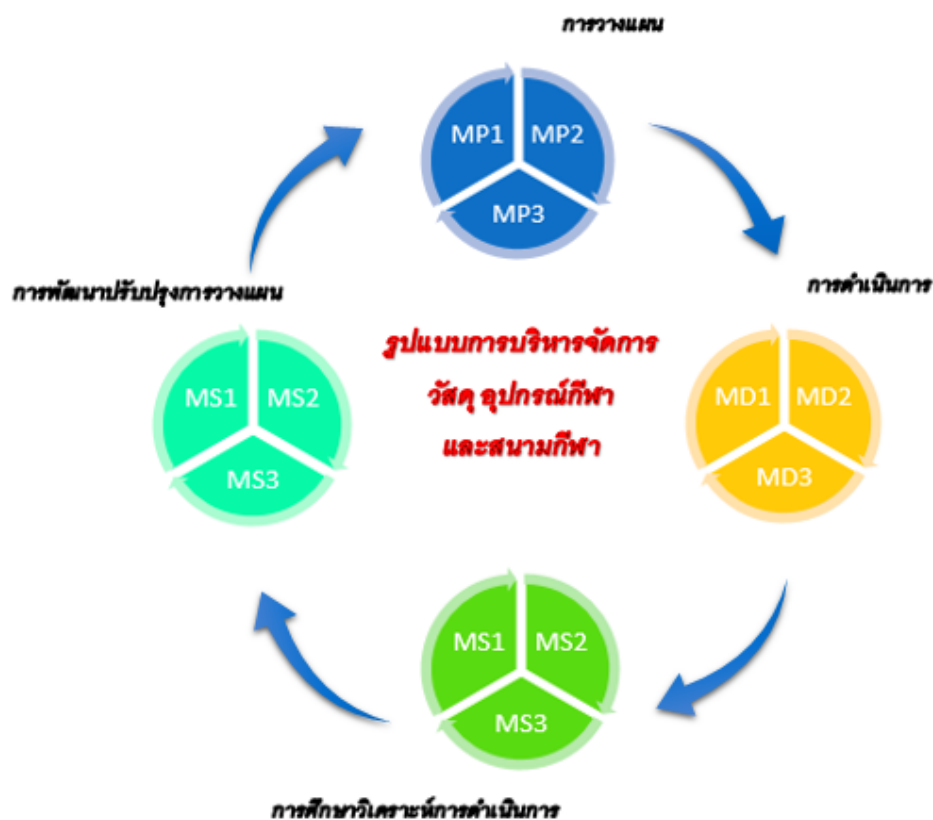 การวางแผน
MP1 MP2
MP3
การดำเนินการ
MD1 MD2
MD3
การศึกษาวิเคราะห์การดำเนินการ
MS1 MS2
MS3
การพัฒนาปรับปรุงการวางแผน
MS1 MS2
MS3
รูปแบบการบริหารจัดการ
วัสดุ อุปกรณ์กีฬา
และสนามกีฬา